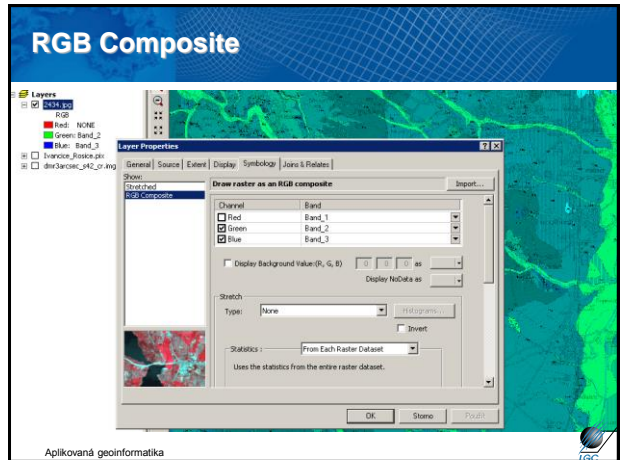 RGB Composite
Layers
2434.jpg
RGB
Red: NONE
Green: Band_2
Blue: Band_3
Ivancice_Rosice.pix
dmr3arcsec_s42_cr.img
Layer Properties
General Source Extent Display Symbology Joins & Relates
Show:
Stretched
RGB Composite
Draw raster as an RGB composite
Import...
Channel Band
Red Band_1
Green Band_2
Blue Band_3
Display Background Value:(R, G, B) 0 0 0 as
Display NoData as
Stretch
Type: None Histograms...
Invert
Statistics : From Each Raster Dataset
Uses the statistics from the entire raster dataset.
OK Storno Použít
Aplikovaná geoinformatika
LGC